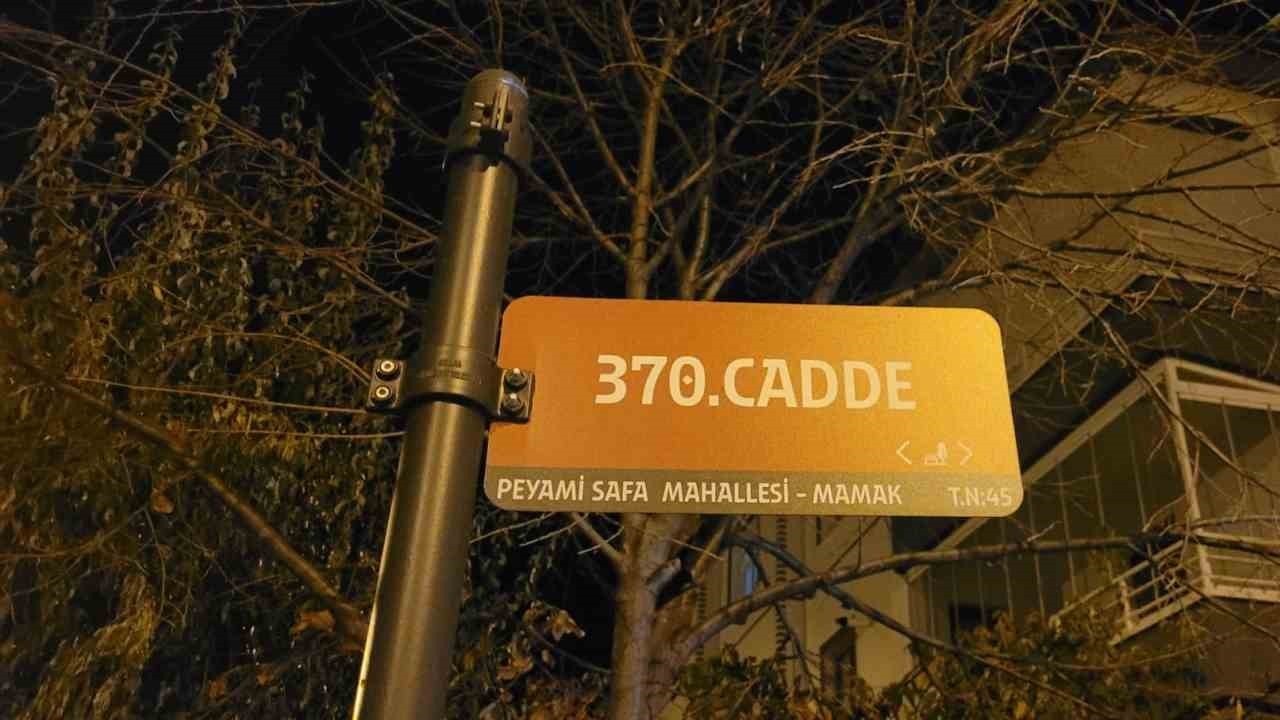 370.CADDE
< >
PEYAMİ SAFA MAHALLESİ - MAMAK T.N:45